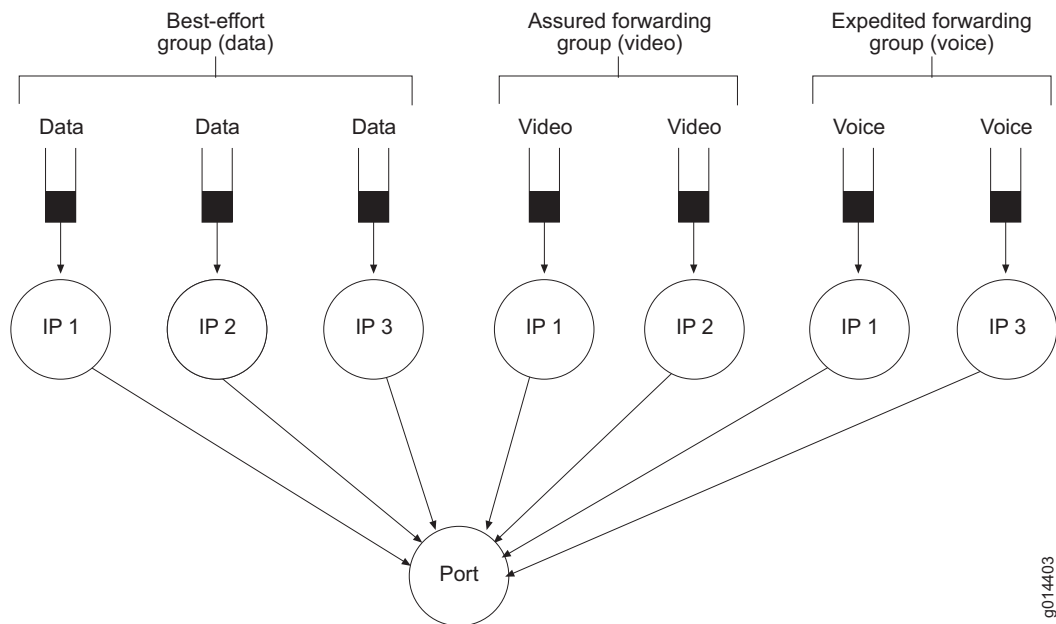 Best-effort
group (data)
Assured forwarding
group (video)
Expedited forwarding
group (voice)
Data
Data
Data
Video
Video
Voice
Voice
IP 1
IP 2
IP 3
IP 1
IP 2
IP 1
IP 3
Port
g014403